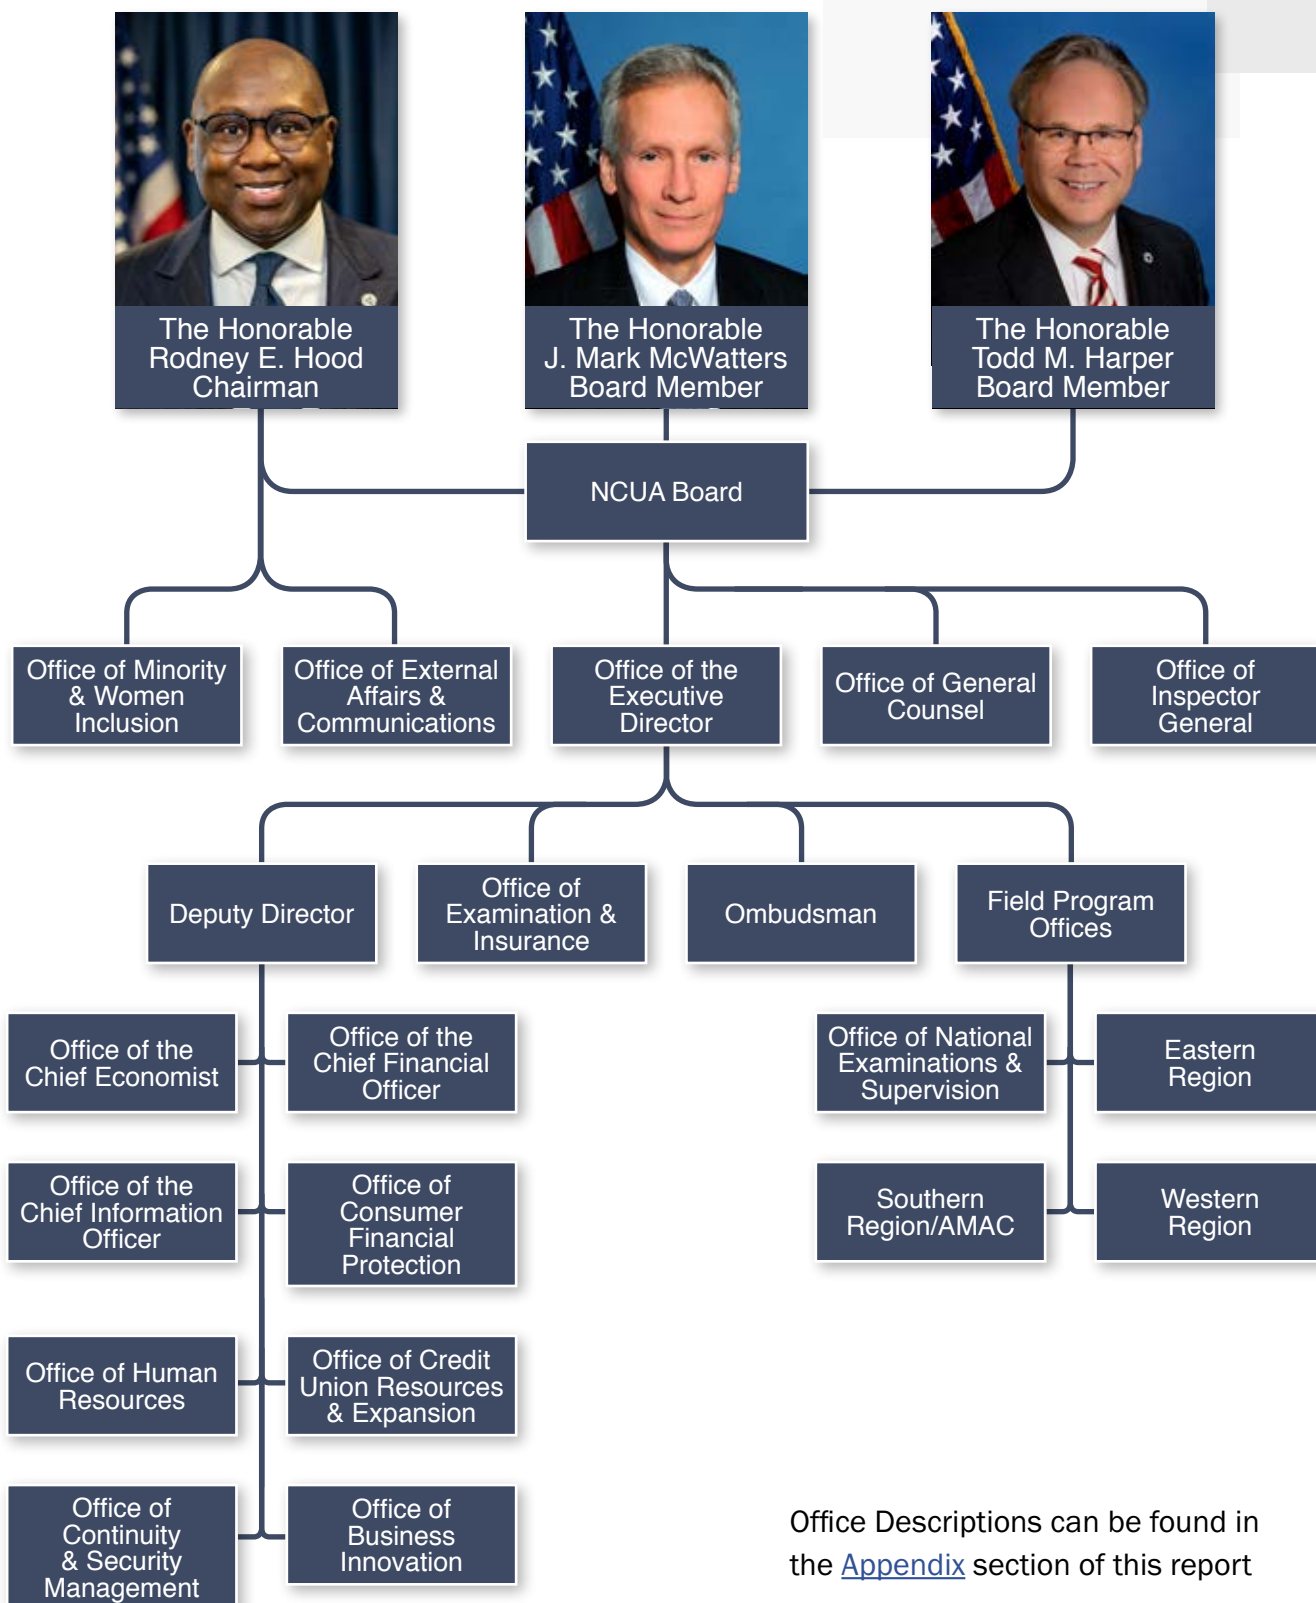 The Honorable
Rodney E. Hood
Chairman
The Honorable
J. Mark McWatters
Board Member
The Honorable
Todd M. Harper
Board Member
NCUA Board
Office of Minority
& Women
Inclusion
Office of External
Affairs &
Communications
Office of the
Executive
Director
Office of General
Counsel
Office of
Inspector
General
Deputy Director
Office of
Examination &
Insurance
Ombudsman
Field Program
Offices
Office of the
Chief Economist
Office of the
Chief Financial
Officer
Office of National
Examinations &
Supervision
Eastern
Region
Office of the
Chief Information
Officer
Office of
Consumer
Financial
Protection
Southern
Region/AMAC
Western
Region
Office of Human
Resources
Office of Credit
Union Resources
& Expansion
Office of
Continuity
& Security
Management
Office of
Business
Innovation
Office Descriptions can be found in
the Appendix section of this report